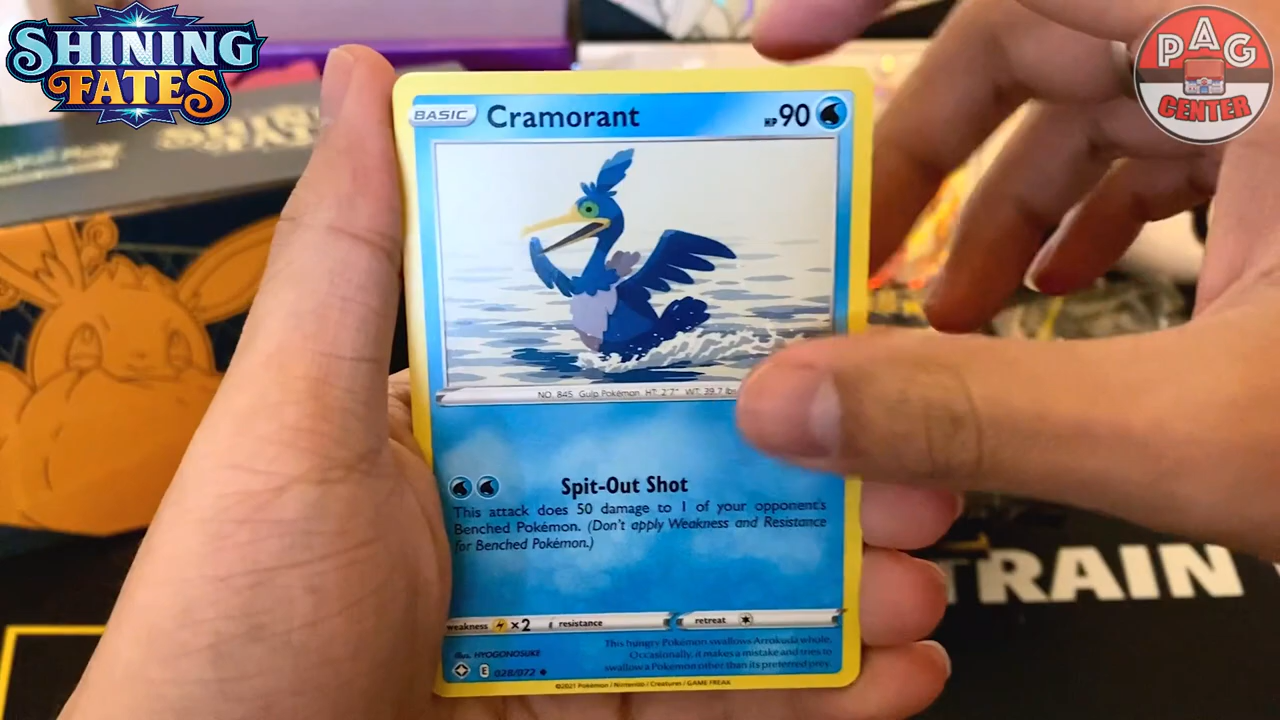 SHINING
FATES
PAG
CENTER
BASIC Cramorant HP 90
NO. 845 Gulp Pokémon HT: 2'7" WT: 39.7 lbs
Spit-Out Shot
This attack does 50 damage to 1 of your opponent's
Benched Pokémon. (Don't apply Weakness and Resistance
for Benched Pokémon.)
weakness ×2 resistance retreat
illus. HYOGONOSUKE
E 028/072
This hungry Pokémon swallows Arrokuda whole.
Occasionally, it makes a mistake and tries to
swallow a Pokémon other than its preferred prey.
©2021 Pokémon / Nintendo / Creatures / GAME FREAK
TRAIN